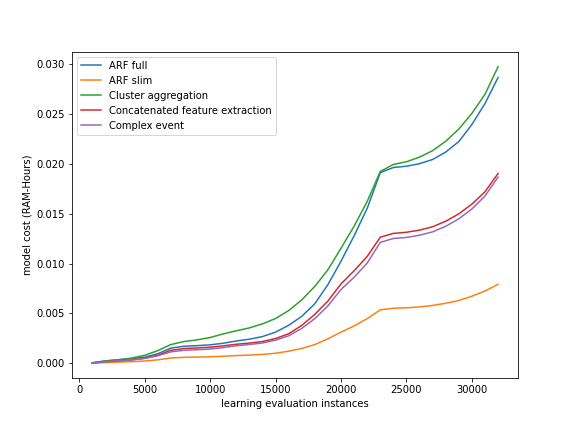 0.030
0.025
0.020
0.015
0.010
0.005
0.000
model cost (RAM-Hours)
ARF full
ARF slim
Cluster aggregation
Concatenated feature extraction
Complex event
0 5000 10000 15000 20000 25000 30000
learning evaluation instances